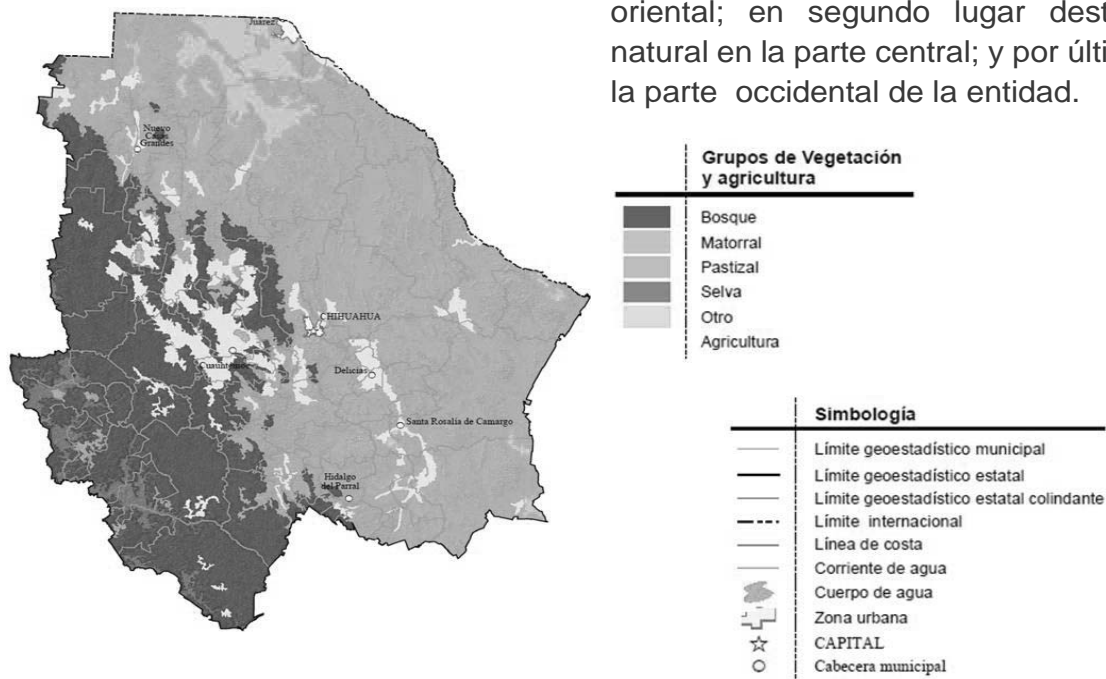 oriental; en segundo lugar dest
natural en la parte central; y por últi
la parte occidental de la entidad.
Juárez
Nuevo
Casas
Grandes
CHIHUAHUA
Cuauhtémoc
Delicias
Santa Rosalía de Camargo
Hidalgo
del Parral
Grupos de Vegetación
y agricultura
Bosque
Matorral
Pastizal
Selva
Otro
Agricultura
Simbología
Límite geoestadístico municipal
Límite geoestadístico estatal
Límite geoestadístico estatal colindante
Límite internacional
Línea de costa
Corriente de agua
Cuerpo de agua
Zona urbana
CAPITAL
Cabecera municipal